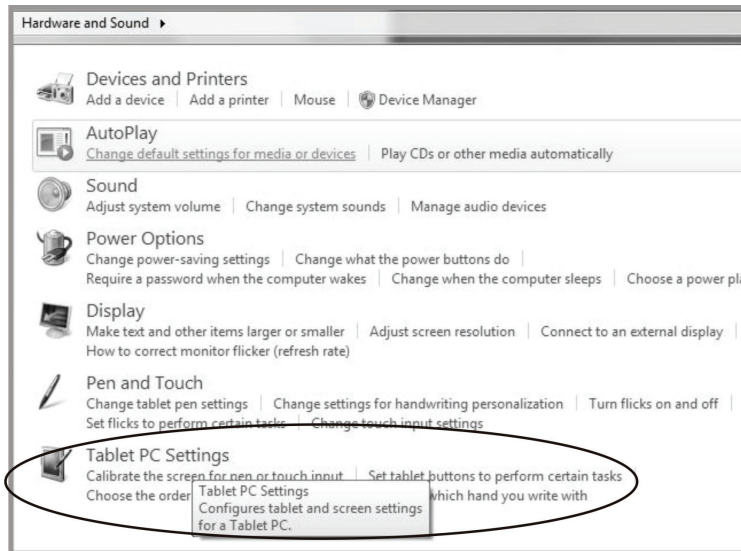 Hardware and Sound
Devices and Printers
Add a device | Add a printer | Mouse | Device Manager
AutoPlay
Change default settings for media or devices | Play CDs or other media automatically
Sound
Adjust system volume | Change system sounds | Manage audio devices
Power Options
Change power-saving settings | Change what the power buttons do |
Require a password when the computer wakes | Change when the computer sleeps | Choose a power pl
Display
Make text and other items larger or smaller | Adjust screen resolution | Connect to an external display |
How to correct monitor flicker (refresh rate)
Pen and Touch
Change tablet pen settings | Change settings for handwriting personalization | Turn flicks on and off |
Set flicks to perform certain tasks | Change touch input settings
Tablet PC Settings
Calibrate the screen for pen or touch input | Set tablet buttons to perform certain tasks
Choose the order which hand you write with
Tablet PC Settings
Configures tablet and screen settings
for a Tablet PC.